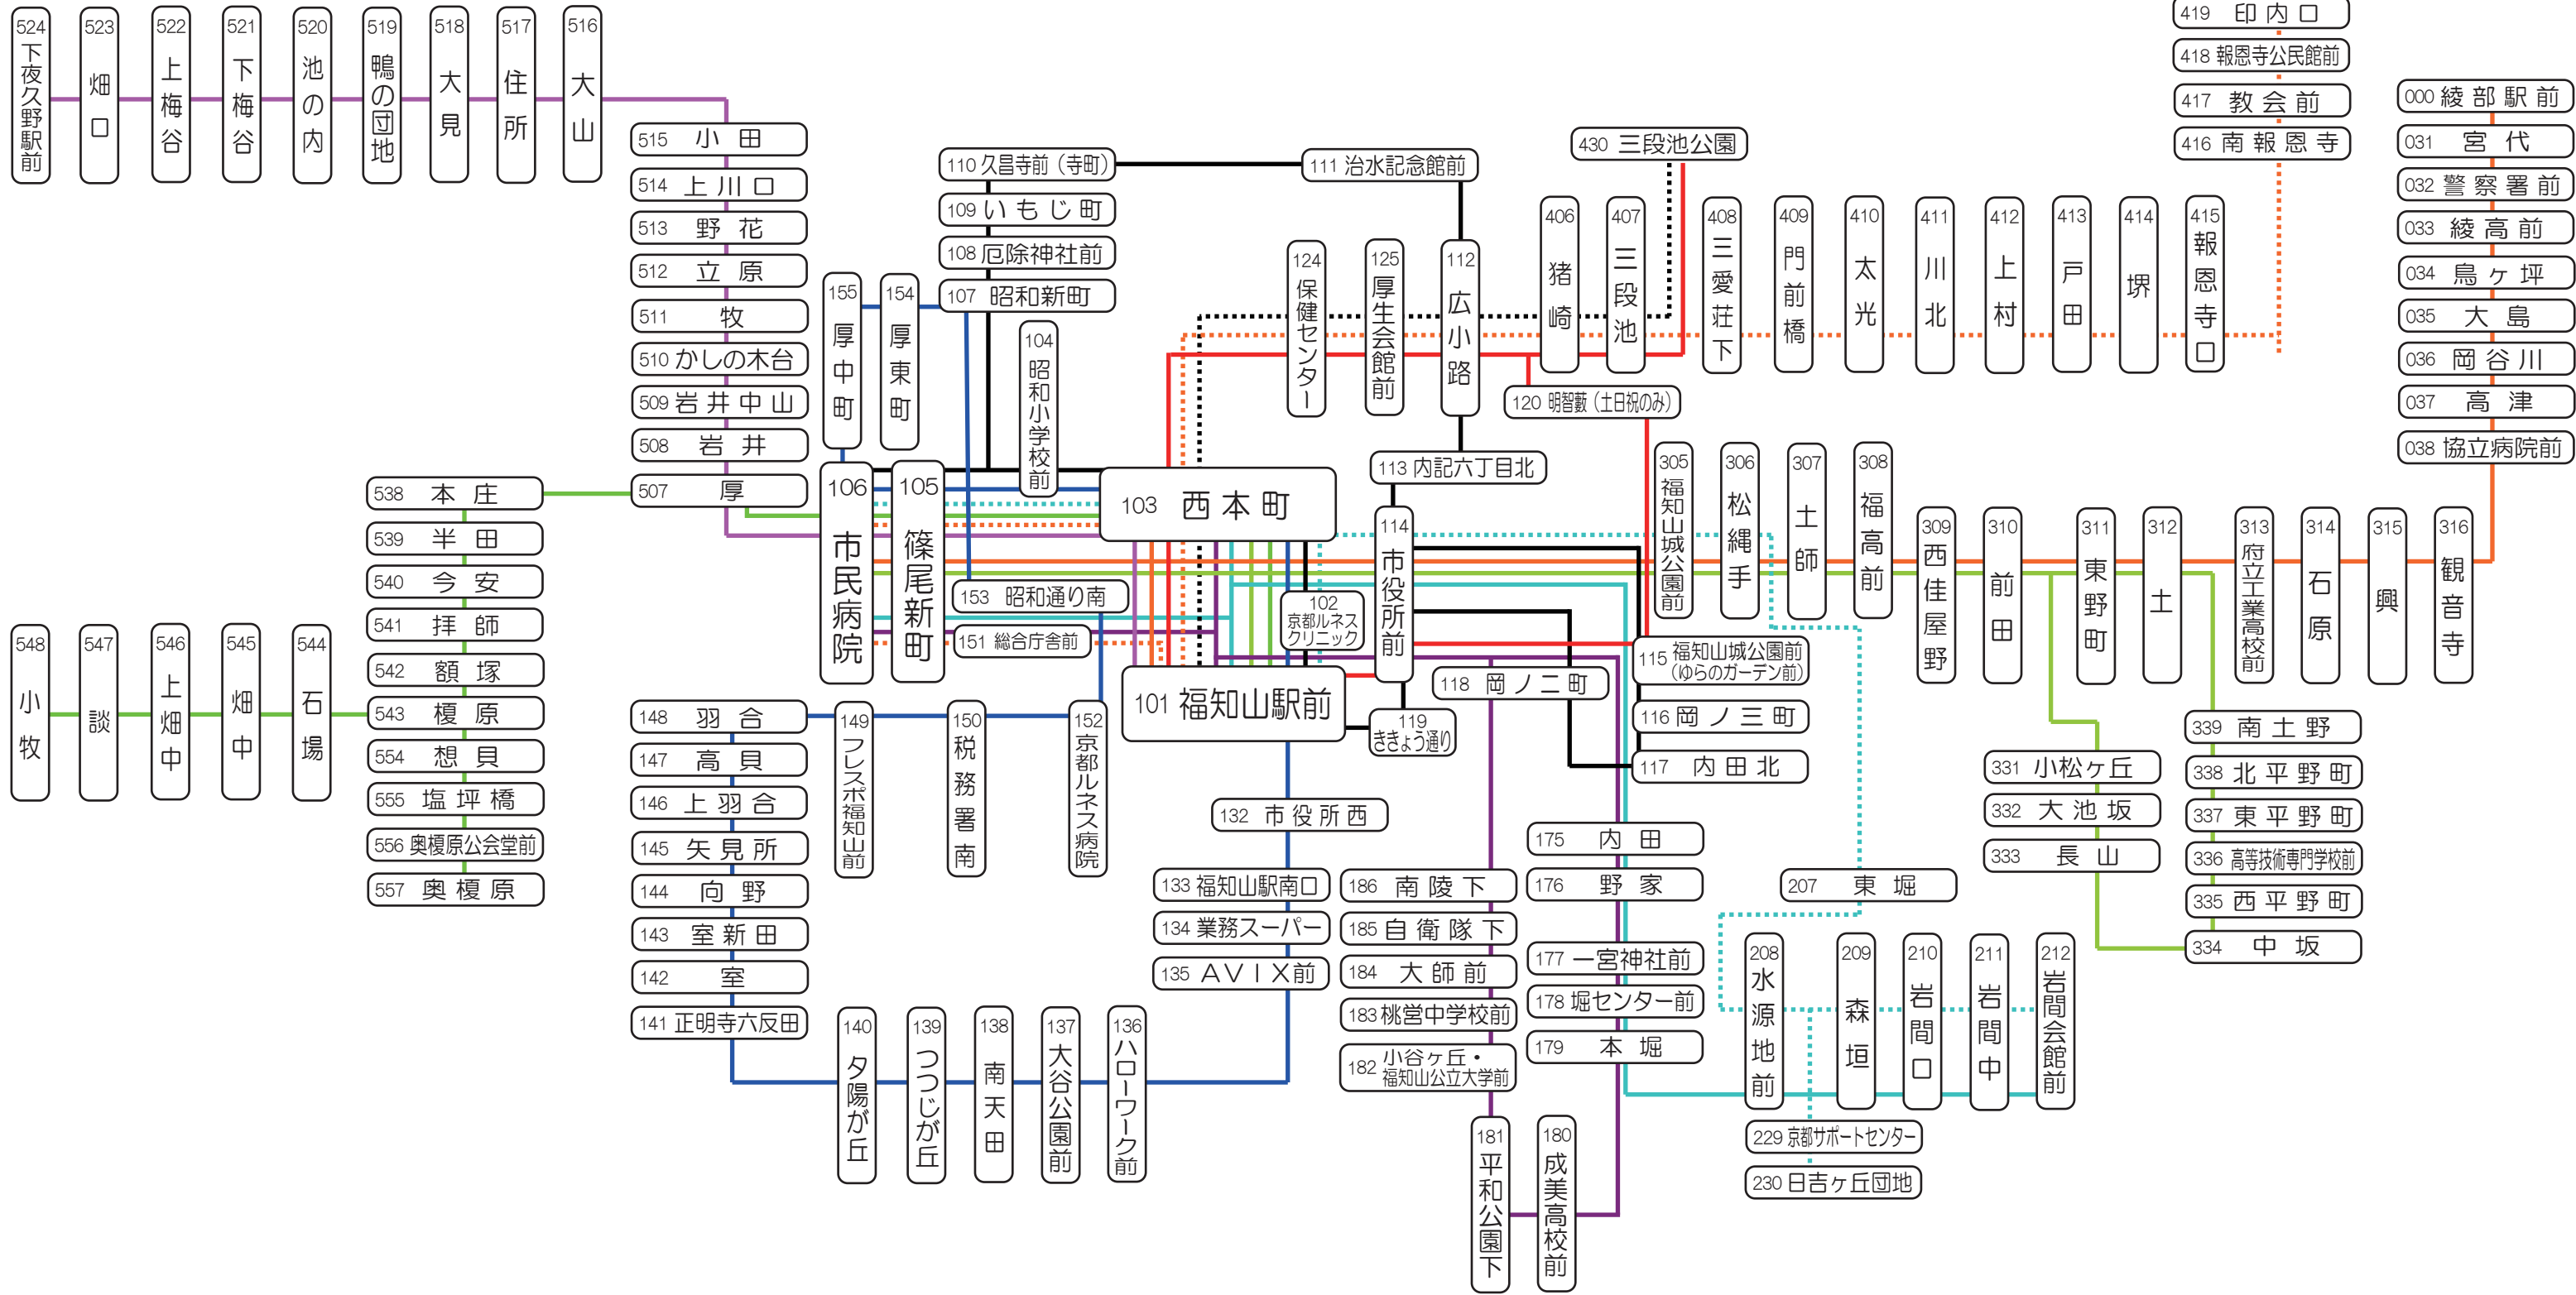 524 下夜久野駅前
523 畑口
522 上梅谷
521 下梅谷
520 池の内
519 鴨の団地
518 大見
517 住所
516 大山
515 小田
514 上川口
513 野花
512 立原
511 牧
510 かしの木台
509 岩井中山
508 岩井
507 厚
538 本庄
539 半田
540 今安
541 拝師
542 額塚
543 榎原
554 想貝
555 塩坪橋
556 奥榎原公会堂前
557 奥榎原
548 小牧
547 談
546 上畑中
545 畑中
544 石場
110 久昌寺前（寺町）
109 いもじ町
108 厄除神社前
107 昭和新町
155 厚中町
154 厚東町
104 昭和小学校前
106 市民病院
105 篠尾新町
103 西本町
153 昭和通り南
151 総合庁舎前
102 京都ルネス
クリニック
101 福知山駅前
111 治水記念館前
124 保健センター
125 厚生会館前
112 広小路
113 内記六丁目北
114 市役所前
119
ききょう通り
430 三段池公園
406 猪崎
407 三段池
408 三愛荘下
409 門前橋
410 太光
411 川北
412 上村
413 戸田
414 堺
415 報恩寺口
419 印内口
418 報恩寺公民館前
417 教会前
416 南報恩寺
120 明智藪（土日祝のみ）
000 綾部駅前
031 宮代
032 警察署前
033 綾高前
034 鳥ヶ坪
035 大島
036 岡谷川
037 高津
038 協立病院前
305 福知山城公園前
306 松縄手
307 土師
308 福高前
309 西佳屋野
310 前田
311 東野町
312 土
313 府立工業高校前
314 石原
315 興
316 観音寺
115 福知山城公園前
（ゆらのガーデン前）
116 岡ノ三町
117 内田北
118 岡ノ二町
331 小松ヶ丘
332 大池坂
333 長山
339 南土野
338 北平野町
337 東平野町
336 高等技術専門学校前
335 西平野町
334 中坂
148 羽合
147 高貝
146 上羽合
145 矢見所
144 向野
143 室新田
142 室
141 正明寺六反田
149 フレスポ福知山前
150 税務署南
152 京都ルネス病院
132 市役所西
133 福知山駅南口
134 業務スーパー
135 AVIX前
140 夕陽が丘
139 つつじが丘
138 南天田
137 大谷公園前
136 ハローワーク前
186 南陵下
185 自衛隊下
184 大師前
183 桃営中学校前
182 小谷ヶ丘・
福知山公立大学前
181 平和公園下
180 成美高校前
175 内田
176 野家
177 一宮神社前
178 堀センター前
179 本堀
207 東堀
208 水源地前
209 森垣
210 岩間口
211 岩間中
212 岩間会館前
229 京都サポートセンター
230 日吉ヶ丘団地